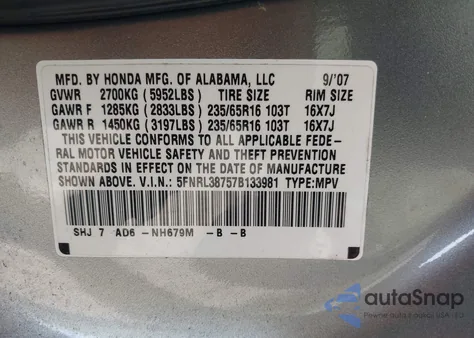 MFD. BY HONDA MFG. OF ALABAMA, LLC 9/'07
GVWR 2700KG (5952LBS) TIRE SIZE RIM SIZE
GAWR F 1285KG (2833LBS) 235/65R16 103T 16X7J
GAWR R 1450KG (3197LBS) 235/65R16 103T 16X7J
THIS VEHICLE CONFORMS TO ALL APPLICABLE FEDE-
RAL MOTOR VEHICLE SAFETY AND THEFT PREVENTION
STANDARDS IN EFFECT ON THE DATE OF MANUFACTURE
SHOWN ABOVE. V.I.N.: 5FNRL38757B133981 TYPE:MPV
SHJ 7 AD6 -NH679M -B -B
autoSnap